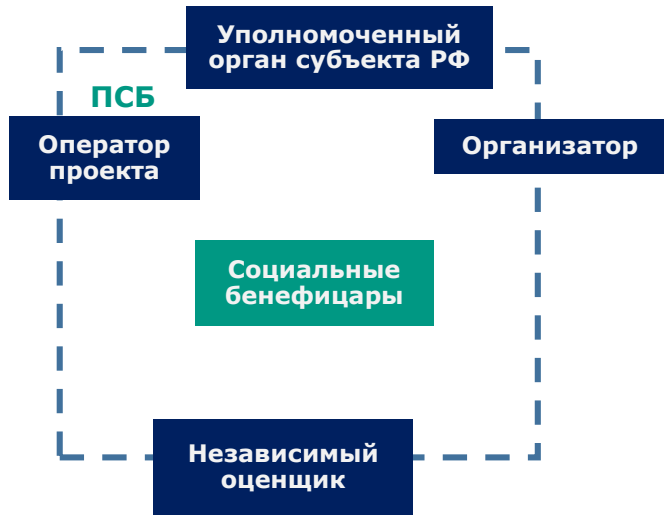 Уполномоченный
орган субъекта РФ
ПСБ
Оператор
проекта
Организатор
Социальные
бенефицары
Независимый
оценщик